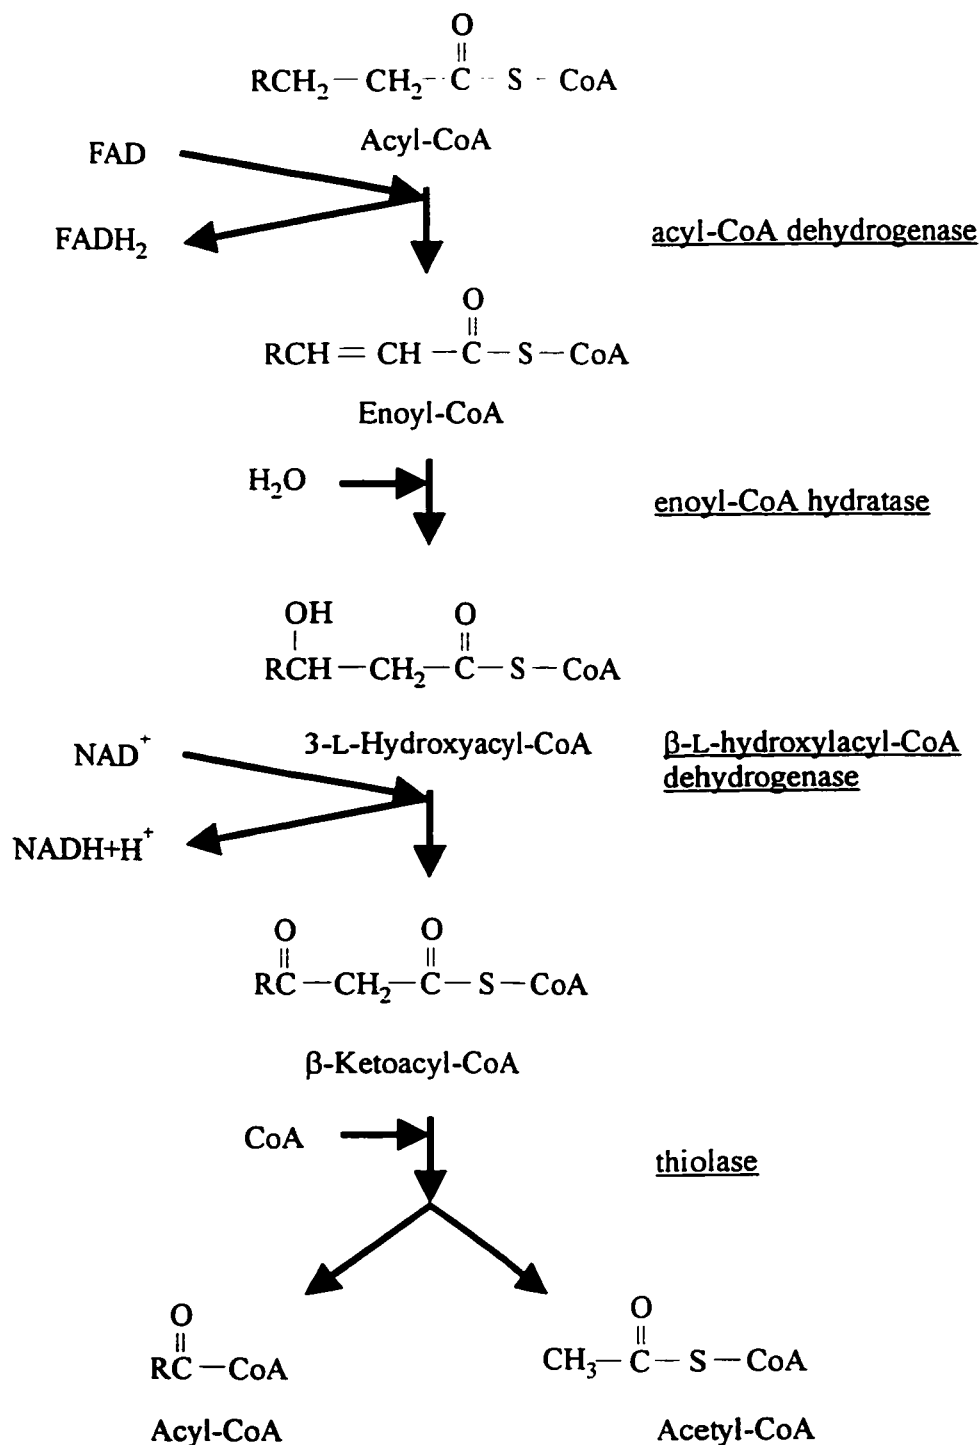 O
||
RCH₂—CH₂—C—S—CoA
Acyl-CoA
FAD
FADH₂
acyl-CoA dehydrogenase
O
||
RCH=CH—C—S—CoA
Enoyl-CoA
H₂O
enoyl-CoA hydratase
OH O
| ||
RCH—CH₂—C—S—CoA
3-L-Hydroxyacyl-CoA
β-L-hydroxylacyl-CoA
dehydrogenase
NAD⁺
NADH+H⁺
O O
|| ||
RC—CH₂—C—S—CoA
β-Ketoacyl-CoA
CoA
thiolase
O
||
RC—CoA
Acyl-CoA
O
||
CH₃—C—S—CoA
Acetyl-CoA